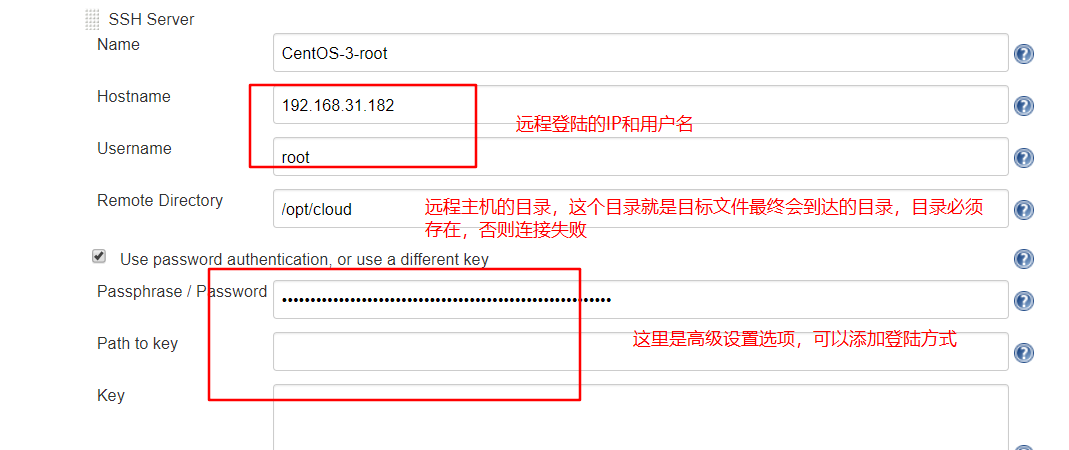 SSH Server
Name
CentOS-3-root
Hostname
192.168.31.182
远程登陆的IP和用户名
Username
root
Remote Directory
/opt/cloud
远程主机的目录，这个目录就是目标文件最终会到达的目录，目录必须
存在，否则连接失败
Use password authentication, or use a different key
Passphrase / Password
Path to key
这里是高级设置选项，可以添加登陆方式
Key